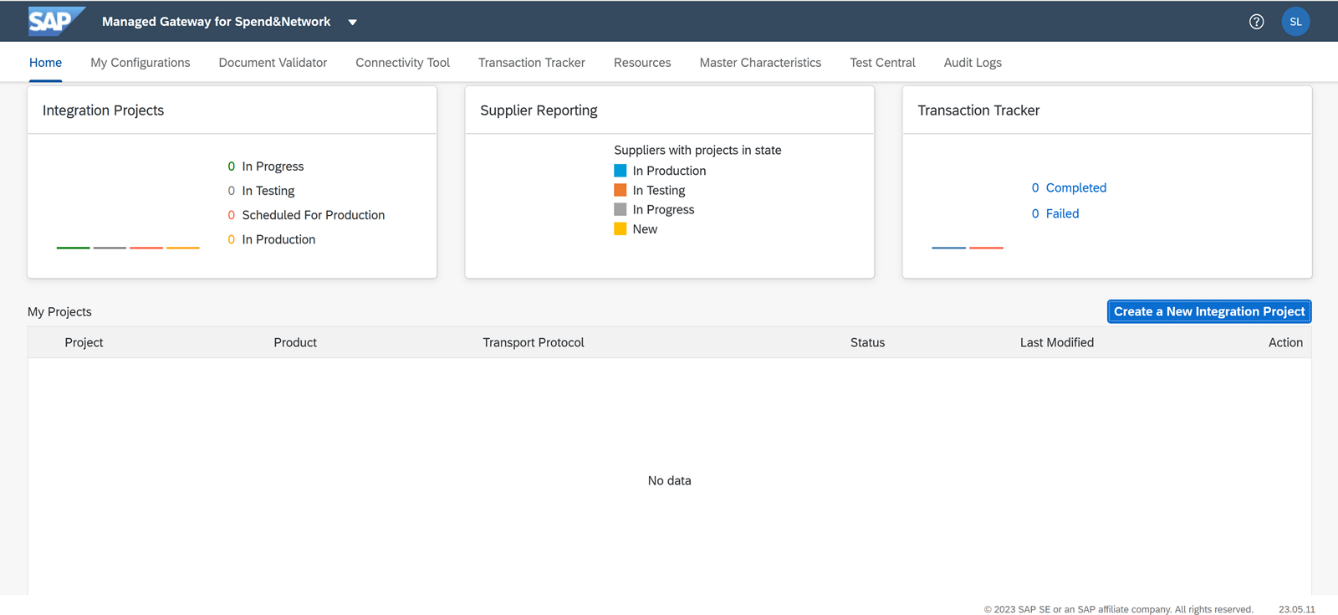 SAP Managed Gateway for Spend&Network SL
Home My Configurations Document Validator Connectivity Tool Transaction Tracker Resources Master Characteristics Test Central Audit Logs
Integration Projects
0 In Progress
0 In Testing
0 Scheduled For Production
0 In Production
Supplier Reporting
Suppliers with projects in state
In Production
In Testing
In Progress
New
Transaction Tracker
0 Completed
0 Failed
My Projects Create a New Integration Project
Project Product Transport Protocol Status Last Modified Action
No data
© 2023 SAP SE or an SAP affiliate company. All rights reserved. 23.05.11